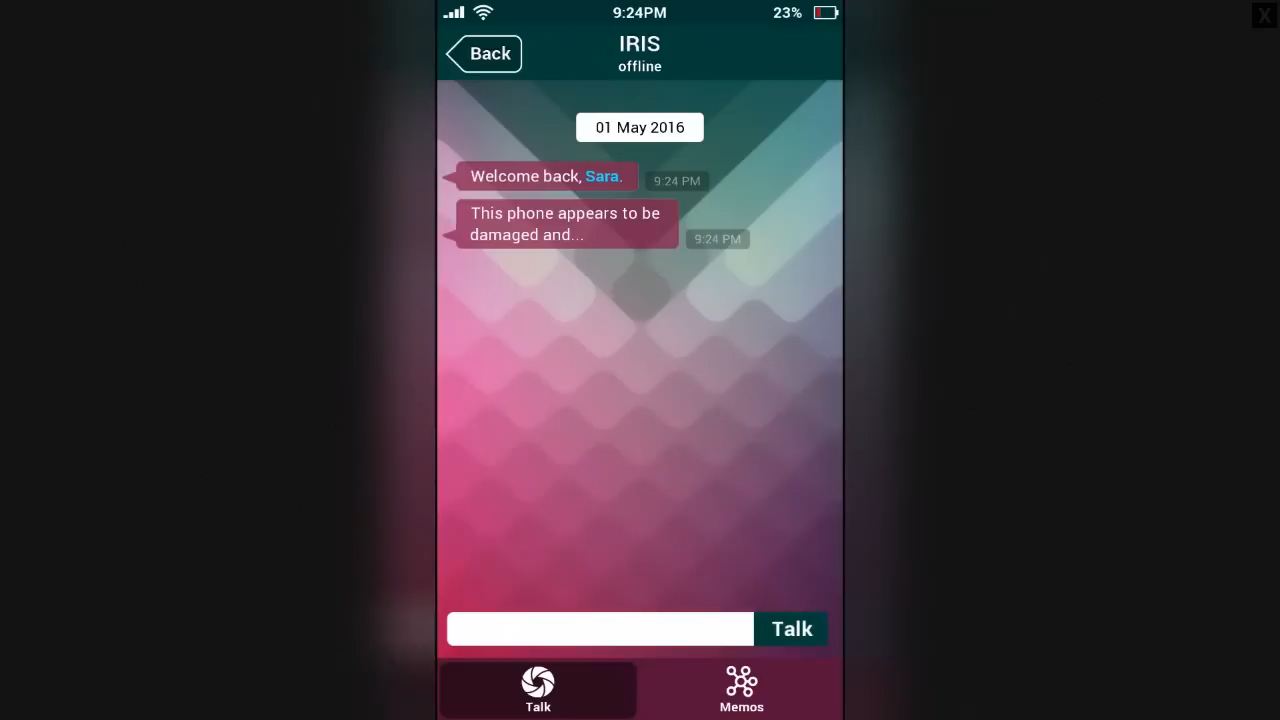 9:24PM
23%
X
Back
IRIS
offline
01 May 2016
Welcome back, Sara.
9:24 PM
This phone appears to be
damaged and...
9:24 PM
Talk
Talk
Memos